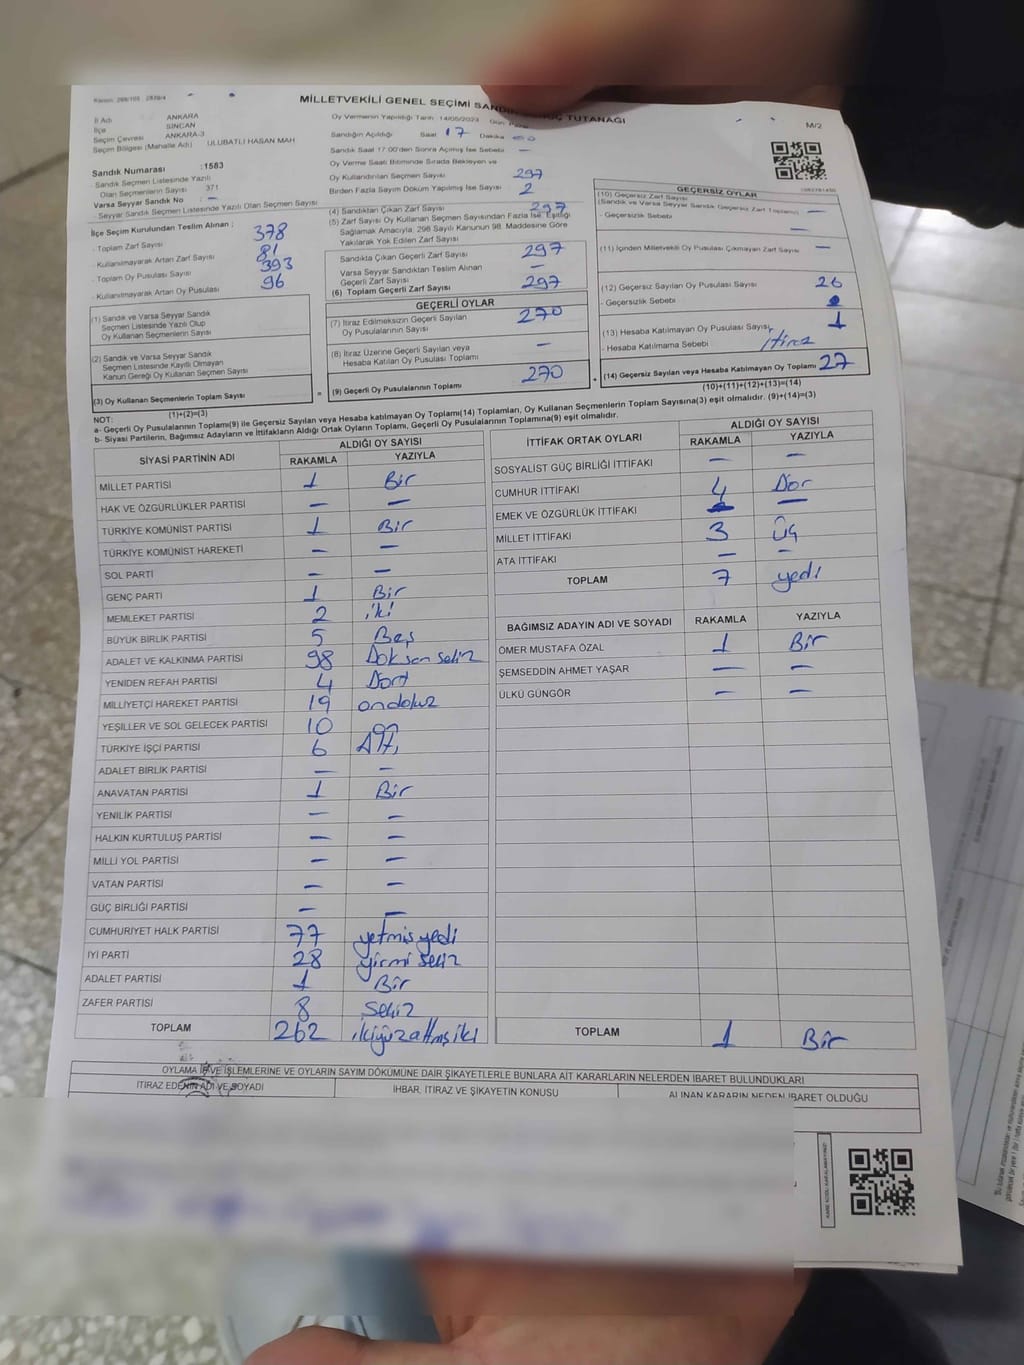 Kanun: 298/105 2839/4
MİLLETVEKİLİ GENEL SEÇİMİ TUTANAĞI
M/2
İl Adı ANKARA
İlçe SİNCAN
Seçim Çevresi ANKARA-3
Seçim Bölgesi (Mahalle Adı) ULUBATLI HASAN MAH
Sandık Numarası :1583
- Sandık Seçmen Listesinde Yazılı
Olan Seçmenlerin Sayısı 371
Varsa Seyyar Sandık No : —
- Seyyar Sandık Seçmen Listesinde Yazılı Olan Seçmen Sayısı
İlçe Seçim Kurulundan Teslim Alınan :
- Toplam Zarf Sayısı 378
- Kullanılmayarak Artan Zarf Sayısı 81
- Toplam Oy Pusulası Sayısı 393
- Kullanılmayarak Artan Oy Pusulası 96
(1) Sandık ve Varsa Seyyar Sandık
Seçmen Listesinde Yazılı Olup
Oy Kullanan Seçmenlerin Sayısı
(2) Sandık ve Varsa Seyyar Sandık
Seçmen Listesinde Kayıtlı Olmayan
Kanun Gereği Oy Kullanan Seçmen Sayısı
(3) Oy Kullanan Seçmenlerin Toplam Sayısı
(1)+(2)=(3)
Oy Vermenin Yapıldığı Tarih 14/05/2023 Gün
Sandığın Açıldığı Saat 17 Dakika 00
Sandık Saat 17.00'den Sonra Açılmış İse Sebebi —
Oy Verme Saati Bitiminde Sırada Bekleyen ve
Oy Kullandırılan Seçmen Sayısı 297
Birden Fazla Sayım Döküm Yapılmış İse Sayısı 2
(4) Sandıktan Çıkan Zarf Sayısı 297
(5) Zarf Sayısı Oy Kullanan Seçmen Sayısından Fazla İse, Eşitliği
Sağlamak Amacıyla, 298 Sayılı Kanunun 98. Maddesine Göre
Yakılarak Yok Edilen Zarf Sayısı
Sandıkta Çıkan Geçerli Zarf Sayısı 297
Varsa Seyyar Sandıktan Teslim Alınan
Geçerli Zarf Sayısı —
(6) Toplam Geçerli Zarf Sayısı 297
GEÇERLİ OYLAR
(7) İtiraz Edilmeksizin Geçerli Sayılan
Oy Pusulalarının Sayısı 270
(8) İtiraz Üzerine Geçerli Sayılan veya
Hesaba Katılan Oy Pusulası Toplamı —
(9) Geçerli Oy Pusulalarının Toplamı 270
GEÇERSİZ OYLAR
(10) Geçersiz Zarf Sayısı
(Sandık ve Varsa Seyyar Sandık Geçersiz Zarf Toplamı) —
- Geçersizlik Sebebi —
(11) İçinden Milletvekili Oy Pusulası Çıkmayan Zarf Sayısı —
(12) Geçersiz Sayılan Oy Pusulası Sayısı 26
- Geçersizlik Sebebi
(13) Hesaba Katılmayan Oy Pusulası Sayısı 1
- Hesaba Katılmama Sebebi itiraz
(14) Geçersiz Sayılan veya Hesaba Katılmayan Oy Toplamı 27
(10)+(11)+(12)+(13)=(14)
NOT:
a- Geçerli Oy Pusulalarının Toplamı(9) ile Geçersiz Sayılan veya Hesaba katılmayan Oy Toplamı(14) Toplamları, Oy Kullanan Seçmenlerin Toplam Sayısına(3) eşit olmalıdır. (9)+(14)=(3)
b- Siyasi Partilerin, Bağımsız Adayların ve İttifakların Aldığı Ortak Oyların Toplamı, Geçerli Oy Pusulalarının Toplamına(9) eşit olmalıdır.
SİYASİ PARTİNİN ADI ALDIĞI OY SAYISI
RAKAMLA YAZIYLA
MİLLET PARTİSİ 1 Bir
HAK VE ÖZGÜRLÜKLER PARTİSİ — —
TÜRKİYE KOMÜNİST PARTİSİ 1 Bir
TÜRKİYE KOMÜNİST HAREKETİ — —
SOL PARTİ — —
GENÇ PARTİ 1 Bir
MEMLEKET PARTİSİ 2 iki
BÜYÜK BİRLİK PARTİSİ 5 Beş
ADALET VE KALKINMA PARTİSİ 98 Doksan sekiz
YENİDEN REFAH PARTİSİ 4 Dört
MİLLİYETÇİ HAREKET PARTİSİ 19 ondokuz
YEŞİLLER VE SOL GELECEK PARTİSİ 10 on
TÜRKİYE İŞÇİ PARTİSİ 6 Altı
ADALET BİRLİK PARTİSİ — —
ANAVATAN PARTİSİ 1 Bir
YENİLİK PARTİSİ — —
HALKIN KURTULUŞ PARTİSİ — —
MİLLİ YOL PARTİSİ — —
VATAN PARTİSİ — —
GÜÇ BİRLİĞİ PARTİSİ — —
CUMHURİYET HALK PARTİSİ 77 yetmiş yedi
İYİ PARTİ 28 yirmi sekiz
ADALET PARTİSİ 1 Bir
ZAFER PARTİSİ 8 Sekiz
TOPLAM 262 ikiyüzaltmışiki
İTTİFAK ORTAK OYLARI ALDIĞI OY SAYISI
RAKAMLA YAZIYLA
SOSYALİST GÜÇ BİRLİĞİ İTTİFAKI — —
CUMHUR İTTİFAKI 4 Dör
EMEK VE ÖZGÜRLÜK İTTİFAKI — —
MİLLET İTTİFAKI 3 Üç
ATA İTTİFAKI — —
TOPLAM 7 yedi
BAĞIMSIZ ADAYIN ADI VE SOYADI RAKAMLA YAZIYLA
ÖMER MUSTAFA ÖZAL 1 Bir
ŞEMSEDDİN AHMET YAŞAR — —
ÜLKÜ GÜNGÖR — —
TOPLAM 1 Bir
OYLAMA İŞ VE İŞLEMLERİNE VE OYLARIN SAYIM DÖKÜMÜNE DAİR ŞİKAYETLERLE BUNLARA AİT KARARLARIN NELERDEN İBARET BULUNDUKLARI
İTİRAZ EDENİN ADI VE SOYADI İHBAR, İTİRAZ VE ŞİKAYETİN KONUSU ALINAN KARARIN NEDEN İBARET OLDUĞU